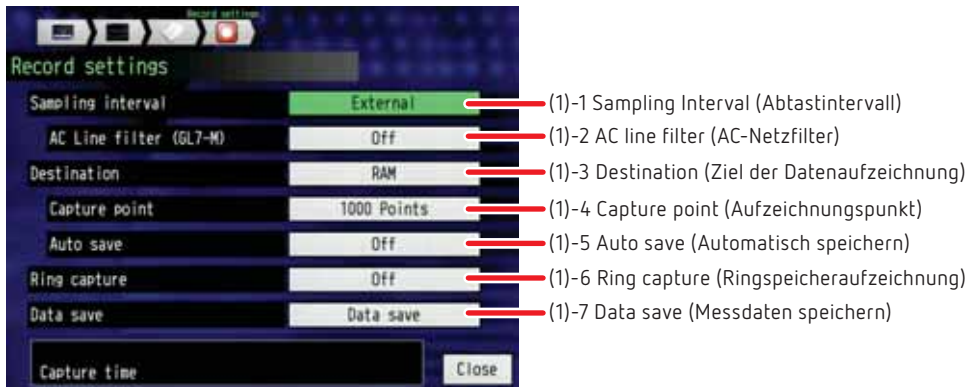 Record settings
Record settings
Sampling interval External (1)-1 Sampling Interval (Abtastintervall)
AC Line filter (GL7-M) Off (1)-2 AC line filter (AC-Netzfilter)
Destination RAM (1)-3 Destination (Ziel der Datenaufzeichnung)
Capture point 1000 Points (1)-4 Capture point (Aufzeichnungspunkt)
Auto save Off (1)-5 Auto save (Automatisch speichern)
Ring capture Off (1)-6 Ring capture (Ringspeicheraufzeichnung)
Data save Data save (1)-7 Data save (Messdaten speichern)
Capture time Close